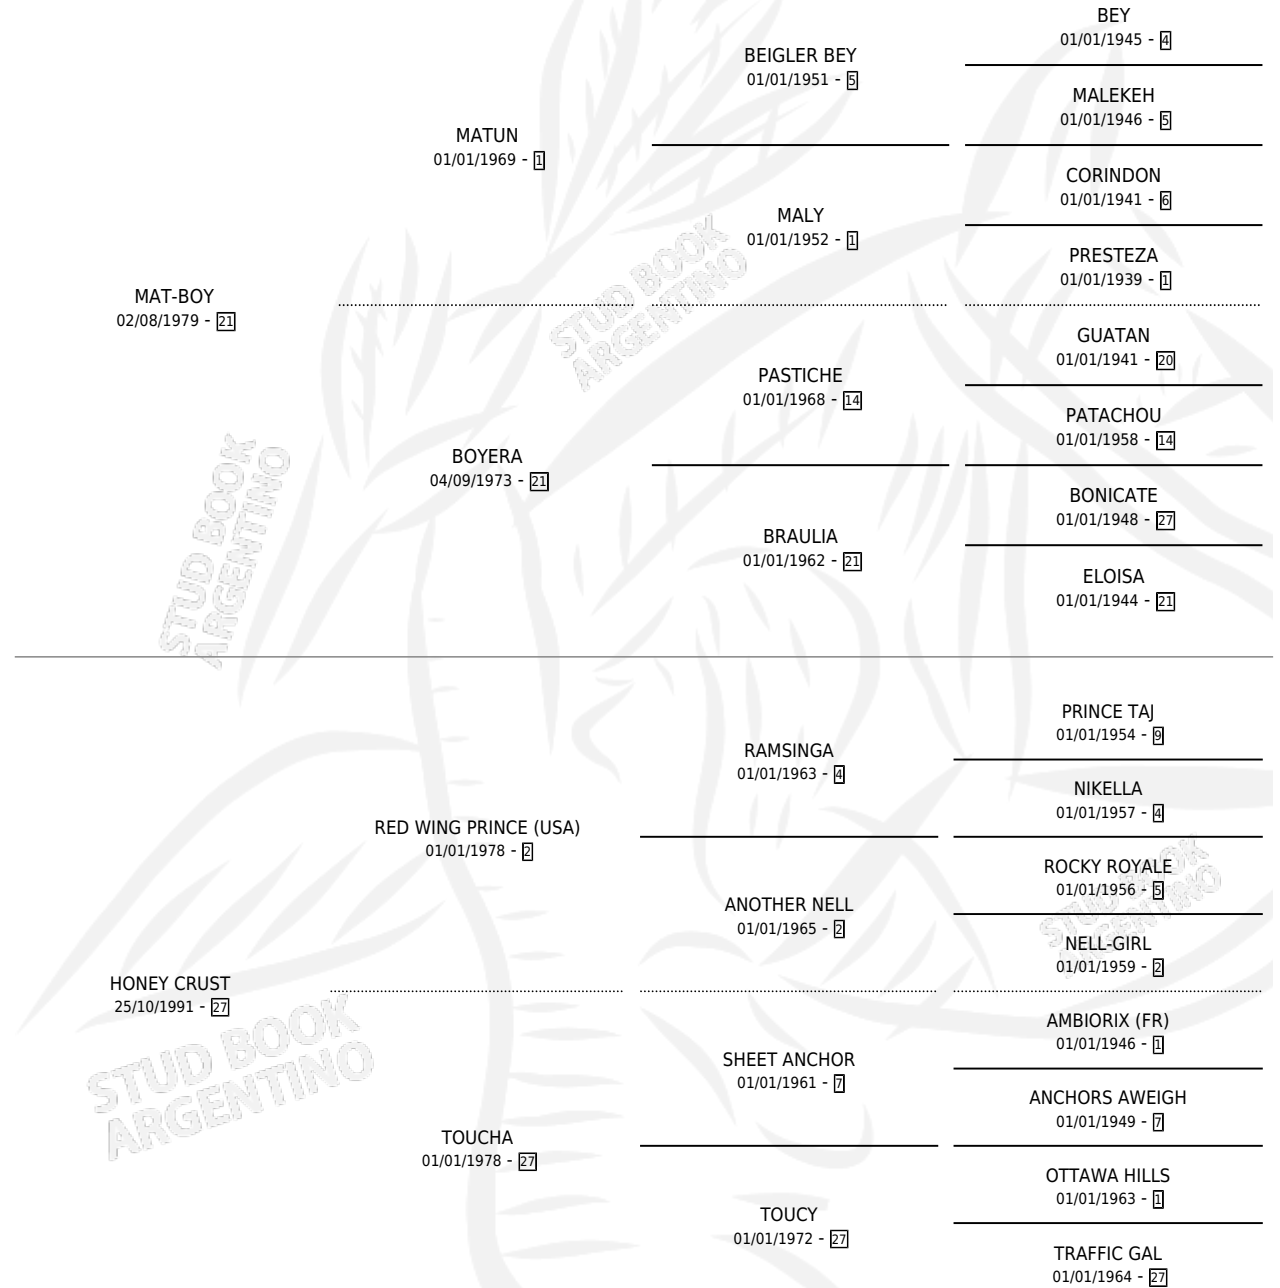 BEY
01/01/1945 - 4
BEIGLER BEY
01/01/1951 - 5
MALEKEH
01/01/1946 - 5
MATUN
01/01/1969 - 1
CORINDON
01/01/1941 - 6
MALY
01/01/1952 - 1
PRESTEZA
01/01/1939 - 1
MAT-BOY
02/08/1979 - 21
GUATAN
01/01/1941 - 20
PASTICHE
01/01/1968 - 14
PATACHOU
01/01/1958 - 14
BOYERA
04/09/1973 - 21
BONICATE
01/01/1948 - 27
BRAULIA
01/01/1962 - 21
ELOISA
01/01/1944 - 21
PRINCE TAJ
01/01/1954 - 9
RAMSINGA
01/01/1963 - 4
NIKELLA
01/01/1957 - 4
RED WING PRINCE (USA)
01/01/1978 - 2
ROCKY ROYALE
01/01/1956 - 5
ANOTHER NELL
01/01/1965 - 2
NELL-GIRL
01/01/1959 - 2
HONEY CRUST
25/10/1991 - 27
AMBIORIX (FR)
01/01/1946 - 1
SHEET ANCHOR
01/01/1961 - 7
ANCHORS AWEIGH
01/01/1949 - 7
TOUCHA
01/01/1978 - 27
OTTAWA HILLS
01/01/1963 - 1
TOUCY
01/01/1972 - 27
TRAFFIC GAL
01/01/1964 - 27
STUD BOOK
ARGENTINO
STUD BOOK
ARGENTINO
STUD BOOK
ARGENTINO
STUD BOOK
ARGENTINO